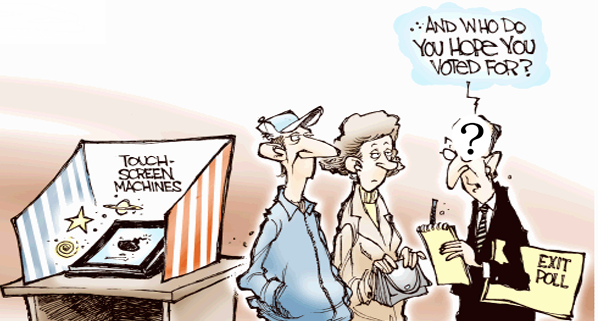 ...AND WHO DO
YOU HOPE YOU
VOTED FOR?
?
TOUCH-
SCREEN
MACHINES
EXIT
POLL